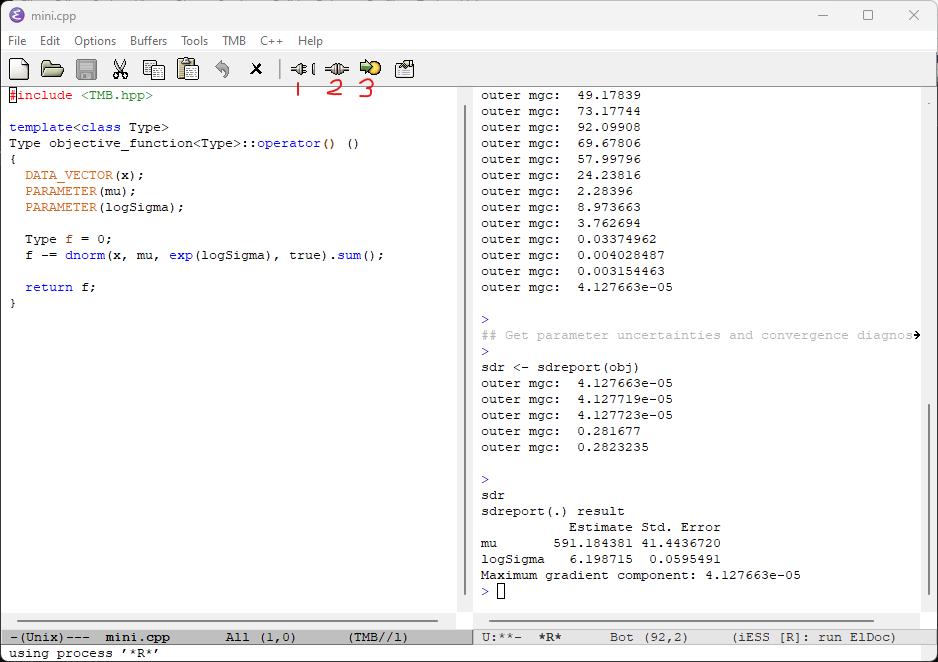 mini.cpp
File Edit Options Buffers Tools TMB C++ Help
1 2 3
#include <TMB.hpp>
template<class Type>
Type objective_function<Type>::operator() ()
{
  DATA_VECTOR(x);
  PARAMETER(mu);
  PARAMETER(logSigma);
  Type f = 0;
  f -= dnorm(x, mu, exp(logSigma), true).sum();
  return f;
}
outer mgc:  49.17839
outer mgc:  73.17744
outer mgc:  92.09908
outer mgc:  69.67806
outer mgc:  57.99796
outer mgc:  24.23816
outer mgc:  2.28396
outer mgc:  8.973663
outer mgc:  3.762694
outer mgc:  0.03374962
outer mgc:  0.004028487
outer mgc:  0.003154463
outer mgc:  4.127663e-05
>
## Get parameter uncertainties and convergence diagnos
>
sdr <- sdreport(obj)
outer mgc:  4.127663e-05
outer mgc:  4.127719e-05
outer mgc:  4.127723e-05
outer mgc:  0.281677
outer mgc:  0.2823235
>
sdr
sdreport(.) result
           Estimate Std. Error
mu       591.184381 41.4436720
logSigma   6.198715  0.0595491
Maximum gradient component: 4.127663e-05
>
-(Unix)---  mini.cpp       All (1,0)      (TMB//l)
U:**-  *R*      Bot (92,2)     (iESS [R]: run ElDoc)
using process '*R*'